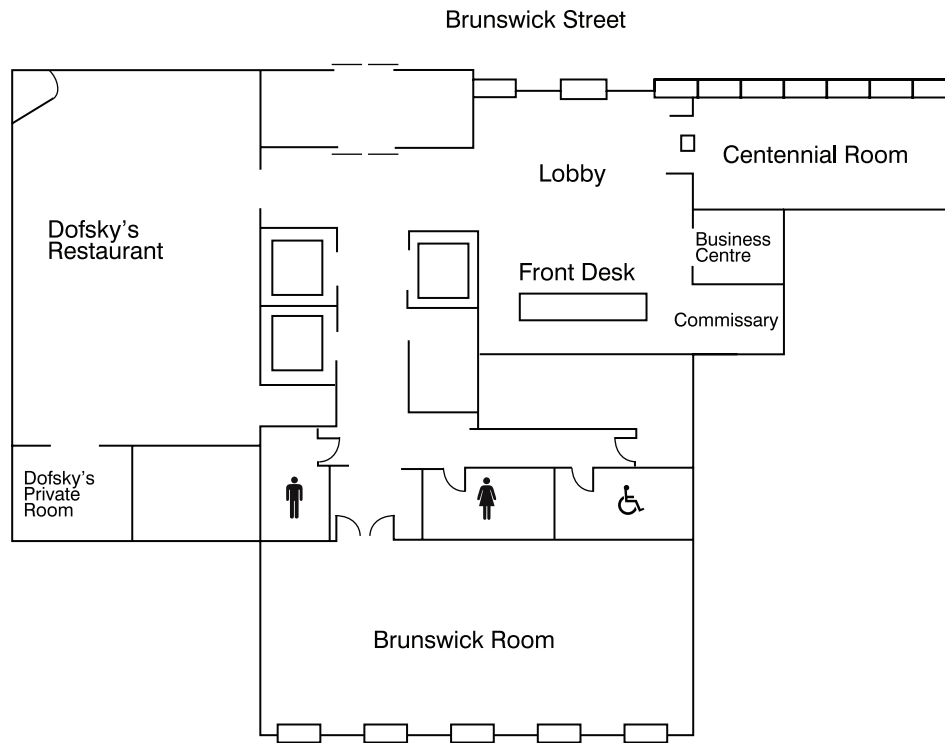 Brunswick Street
Lobby
Centennial Room
Dofsky's
Restaurant
Business
Centre
Front Desk
Commissary
Dofsky's
Private
Room
Brunswick Room